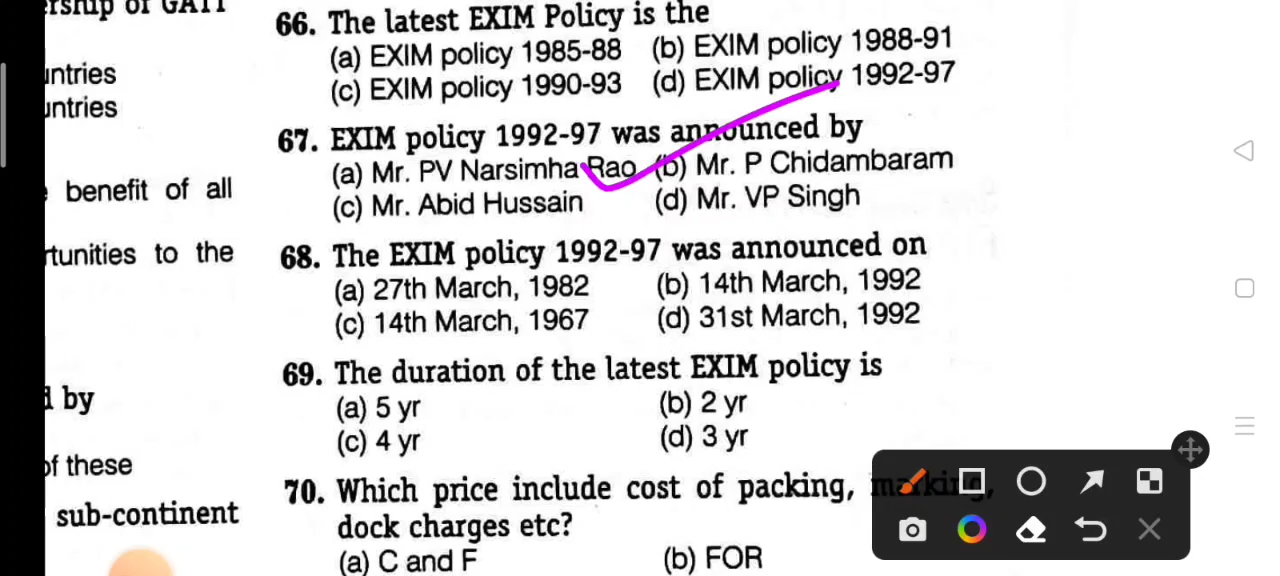 ership of GATT
untries
untries
benefit of all
rtunities to the
d by
of these
sub-continent
66. The latest EXIM Policy is the
(a) EXIM policy 1985-88 (b) EXIM policy 1988-91
(c) EXIM policy 1990-93 (d) EXIM policy 1992-97
67. EXIM policy 1992-97 was announced by
(a) Mr. PV Narsimha Rao (b) Mr. P Chidambaram
(c) Mr. Abid Hussain (d) Mr. VP Singh
68. The EXIM policy 1992-97 was announced on
(a) 27th March, 1982 (b) 14th March, 1992
(c) 14th March, 1967 (d) 31st March, 1992
69. The duration of the latest EXIM policy is
(a) 5 yr (b) 2 yr
(c) 4 yr (d) 3 yr
70. Which price include cost of packing, marking,
dock charges etc?
(a) C and F (b) FOR